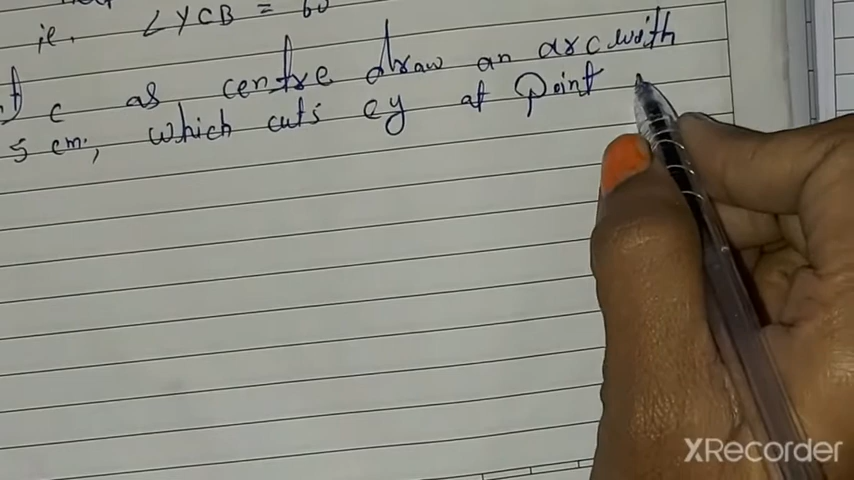 ie. ∠YCB = 60
c as centre draw an arc with
5 cm, which cuts cy at point
XRecorder